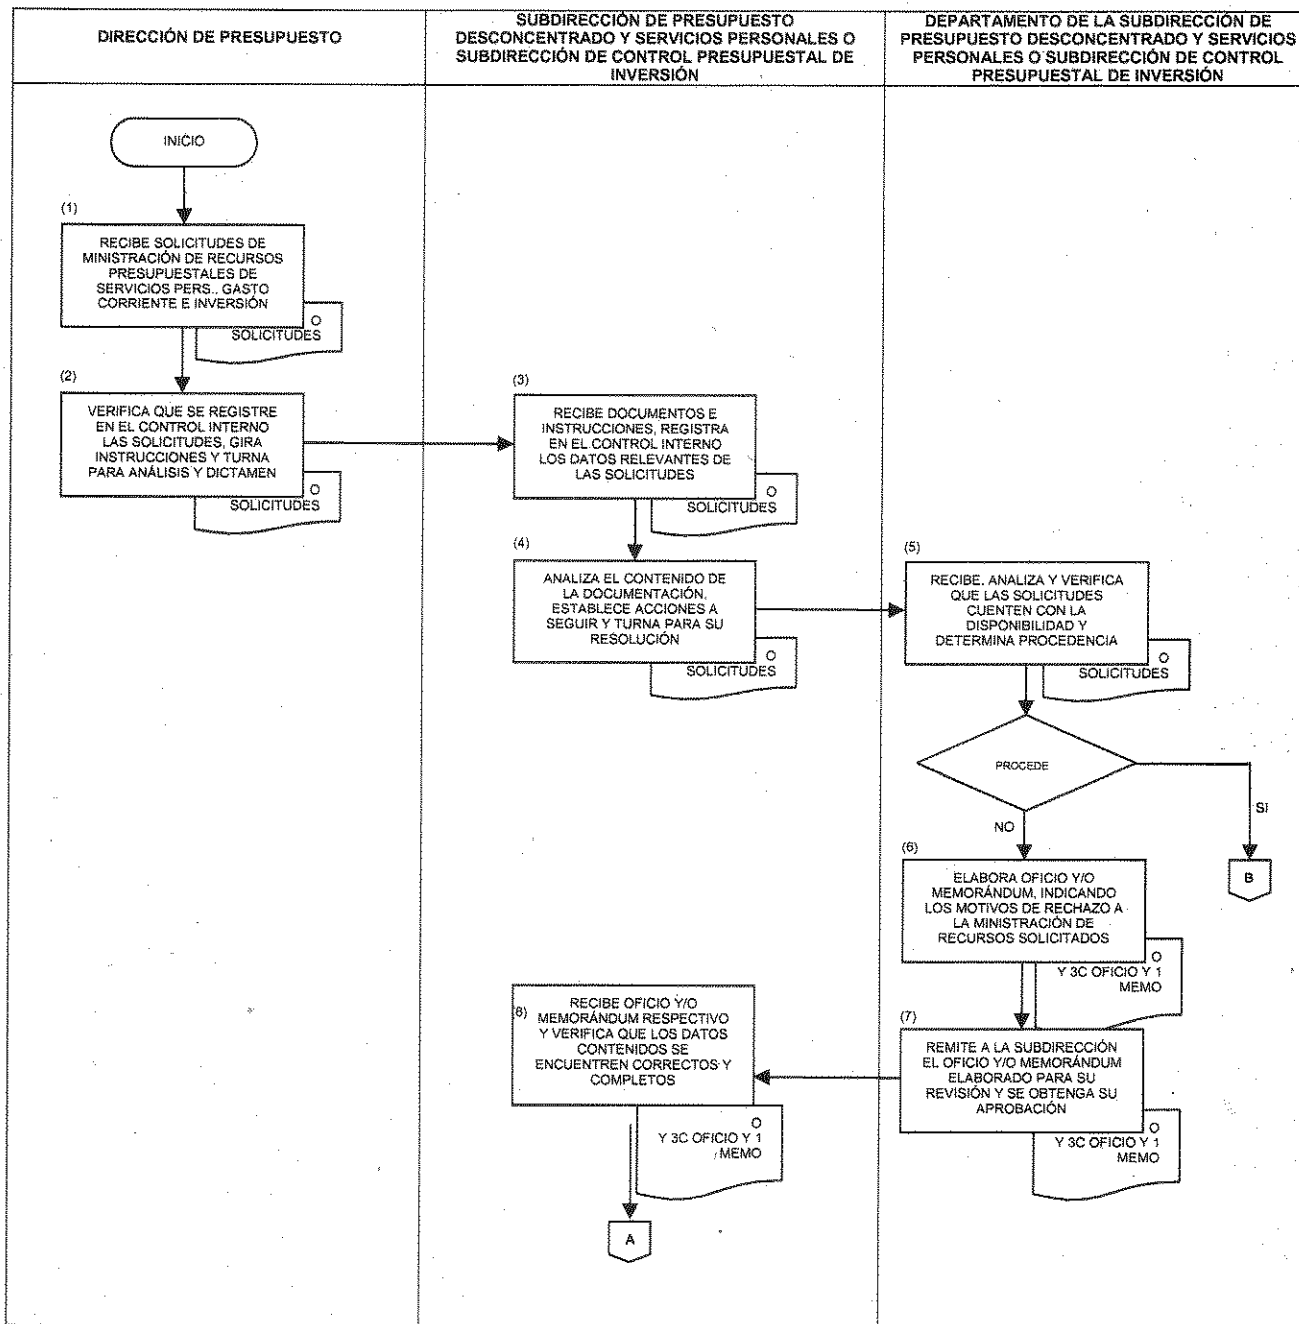 DIRECCIÓN DE PRESUPUESTO
SUBDIRECCIÓN DE PRESUPUESTO
DESCONCENTRADO Y SERVICIOS PERSONALES O
SUBDIRECCIÓN DE CONTROL PRESUPUESTAL DE
INVERSIÓN
DEPARTAMENTO DE LA SUBDIRECCIÓN DE
PRESUPUESTO DESCONCENTRADO Y SERVICIOS
PERSONALES O SUBDIRECCIÓN DE CONTROL
PRESUPUESTAL DE INVERSIÓN
INICIO
(1)
RECIBE SOLICITUDES DE
MINISTRACIÓN DE RECURSOS
PRESUPUESTALES DE
SERVICIOS PERS., GASTO
CORRIENTE E INVERSIÓN
O
SOLICITUDES
(2)
VERIFICA QUE SE REGISTRE
EN EL CONTROL INTERNO
LAS SOLICITUDES, GIRA
INSTRUCCIONES Y TURNA
PARA ANÁLISIS Y DICTAMEN
O
SOLICITUDES
(3)
RECIBE DOCUMENTOS E
INSTRUCCIONES, REGISTRA
EN EL CONTROL INTERNO
LOS DATOS RELEVANTES DE
LAS SOLICITUDES
O
SOLICITUDES
(4)
ANALIZA EL CONTENIDO DE
LA DOCUMENTACIÓN,
ESTABLECE ACCIONES A
SEGUIR Y TURNA PARA SU
RESOLUCIÓN
O
SOLICITUDES
(5)
RECIBE, ANALIZA Y VERIFICA
QUE LAS SOLICITUDES
CUENTEN CON LA
DISPONIBILIDAD Y
DETERMINA PROCEDENCIA
O
SOLICITUDES
PROCEDE
SI
NO
B
(6)
ELABORA OFICIO Y/O
MEMORÁNDUM, INDICANDO
LOS MOTIVOS DE RECHAZO A
LA MINISTRACIÓN DE
RECURSOS SOLICITADOS
O
Y 3C OFICIO Y 1
MEMO
(7)
REMITE A LA SUBDIRECCIÓN
EL OFICIO Y/O MEMORÁNDUM
ELABORADO PARA SU
REVISIÓN Y SE OBTENGA SU
APROBACIÓN
O
Y 3C OFICIO Y 1
MEMO
8)
RECIBE OFICIO Y/O
MEMORÁNDUM RESPECTIVO
Y VERIFICA QUE LOS DATOS
CONTENIDOS SE
ENCUENTREN CORRECTOS Y
COMPLETOS
O
Y 3C OFICIO Y 1
MEMO
A